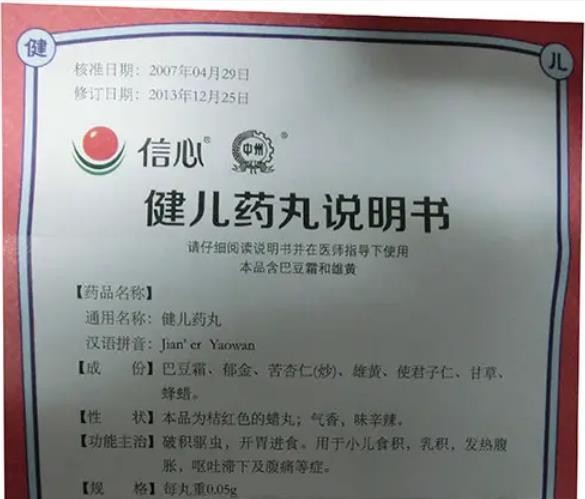 健
儿
核准日期：2007年04月29日
修订日期：2013年12月25日
信心®
中州®
健儿药丸说明书
请仔细阅读说明书并在医师指导下使用
本品含巴豆霜和雄黄
【药品名称】
通用名称：健儿药丸
汉语拼音：Jian' er Yaowan
【成 份】巴豆霜、郁金、苦杏仁(炒)、雄黄、使君子仁、甘草、
蜂蜡。
【性 状】本品为桔红色的蜡丸；气香，味辛辣。
【功能主治】破积驱虫，开胃进食。用于小儿食积，乳积，发热腹
胀，呕吐滞下及腹痛等症。
【规 格】每丸重0.05g